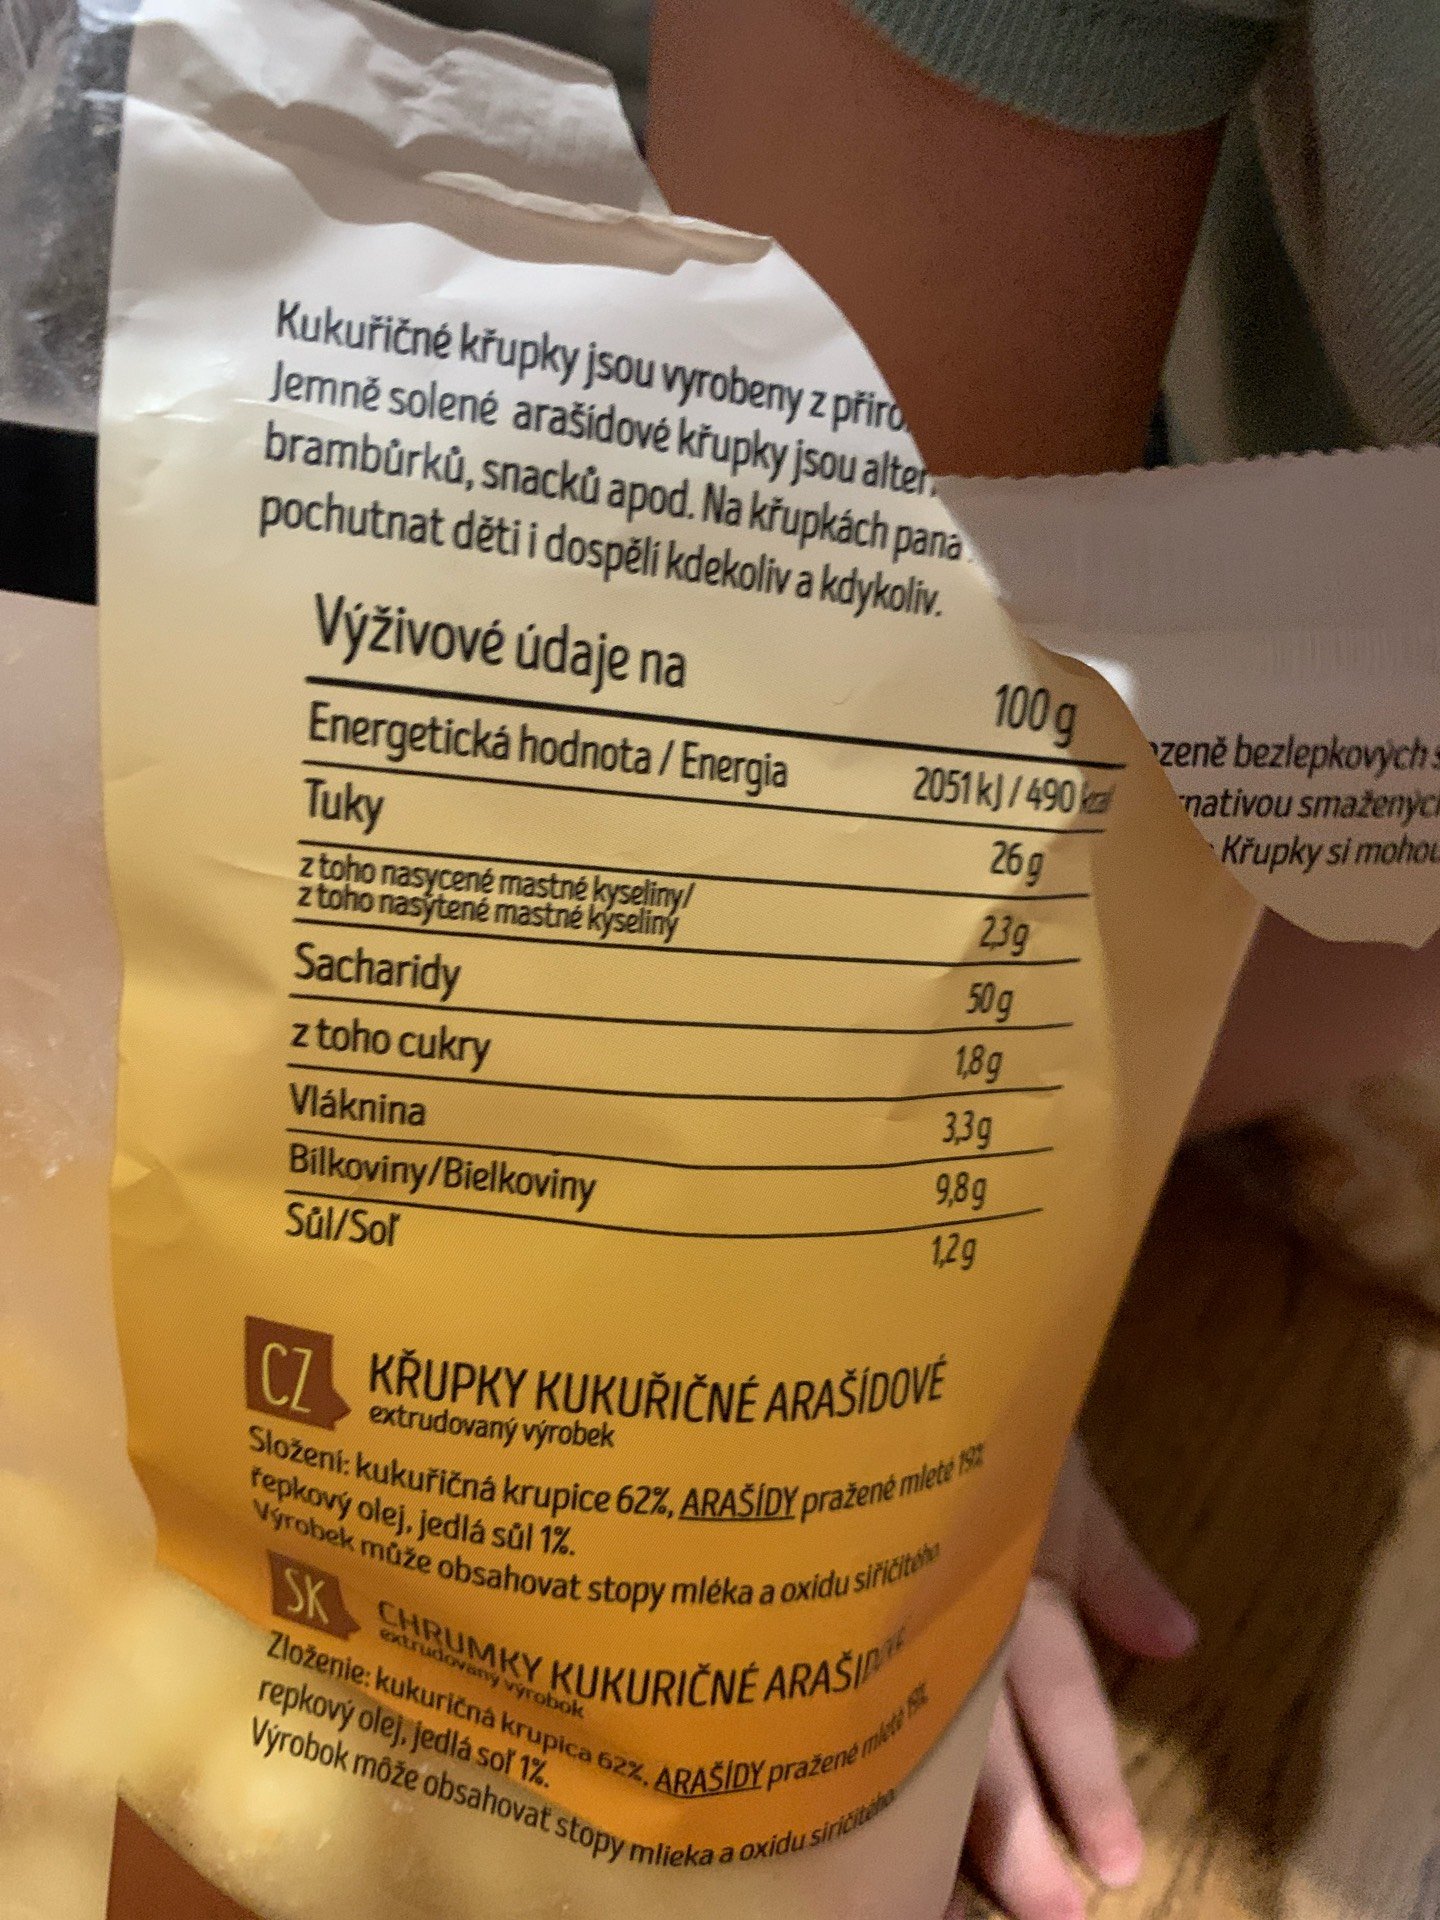 Kukuřičné křupky jsou vyrobeny z příro
Jemně solené arašídové křupky jsou alter
brambůrků, snacků apod. Na křupkách pana
pochutnat děti i dospělí kdekoliv a kdykoliv.
zeně bezlepkových s
nativou smažených
Křupky si mohou
Výživové údaje na 100 g
Energetická hodnota / Energia 2051 kJ / 490 kcal
Tuky 26 g
z toho nasycené mastné kyseliny/
z toho nasýtené mastné kyseliny 2,3 g
Sacharidy 50 g
z toho cukry 1,8 g
Vláknina 3,3 g
Bílkoviny/Bielkoviny 9,8 g
Sůl/Soľ 1,2 g
CZ KŘUPKY KUKUŘIČNÉ ARAŠÍDOVÉ
extrudovaný výrobek
Složení: kukuřičná krupice 62%, ARAŠÍDY pražené mleté 19%
řepkový olej, jedlá sůl 1%.
Výrobek může obsahovat stopy mléka a oxidu siřičitého
SK CHRUMKY KUKURIČNÉ ARAŠIDOVÉ
extrudovaný výrobok
Zloženie: kukuričná krupica 62%, ARAŠÍDY pražené mleté 19%
repkový olej, jedlá soľ 1%.
Výrobok môže obsahovať stopy mlieka a oxidu siričitého